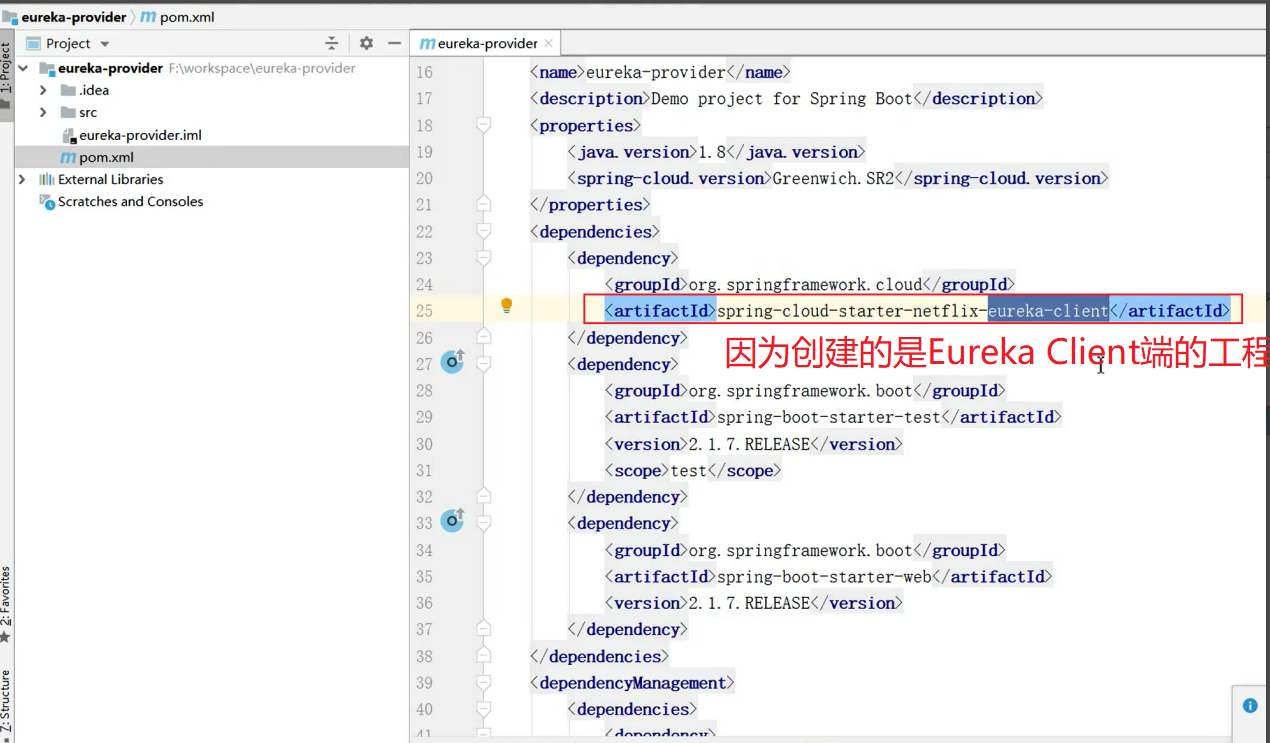 eureka-provider
pom.xml
Project
eureka-provider
1: Project
eureka-provider F:\workspace\eureka-provider
.idea
src
eureka-provider.iml
pom.xml
External Libraries
Scratches and Consoles
2: Favorites
Z: Structure
16 <name>eureka-provider</name>
17 <description>Demo project for Spring Boot</description>
18 <properties>
19 <java.version>1.8</java.version>
20 <spring-cloud.version>Greenwich.SR2</spring-cloud.version>
21 </properties>
22 <dependencies>
23 <dependency>
24 <groupId>org.springframework.cloud</groupId>
25 <artifactId>spring-cloud-starter-netflix-eureka-client</artifactId>
26 </dependency>
因为创建的是Eureka Client端的工程
27 <dependency>
28 <groupId>org.springframework.boot</groupId>
29 <artifactId>spring-boot-starter-test</artifactId>
30 <version>2.1.7.RELEASE</version>
31 <scope>test</scope>
32 </dependency>
33 <dependency>
34 <groupId>org.springframework.boot</groupId>
35 <artifactId>spring-boot-starter-web</artifactId>
36 <version>2.1.7.RELEASE</version>
37 </dependency>
38 </dependencies>
39 <dependencyManagement>
40 <dependencies>
41 <dependency>